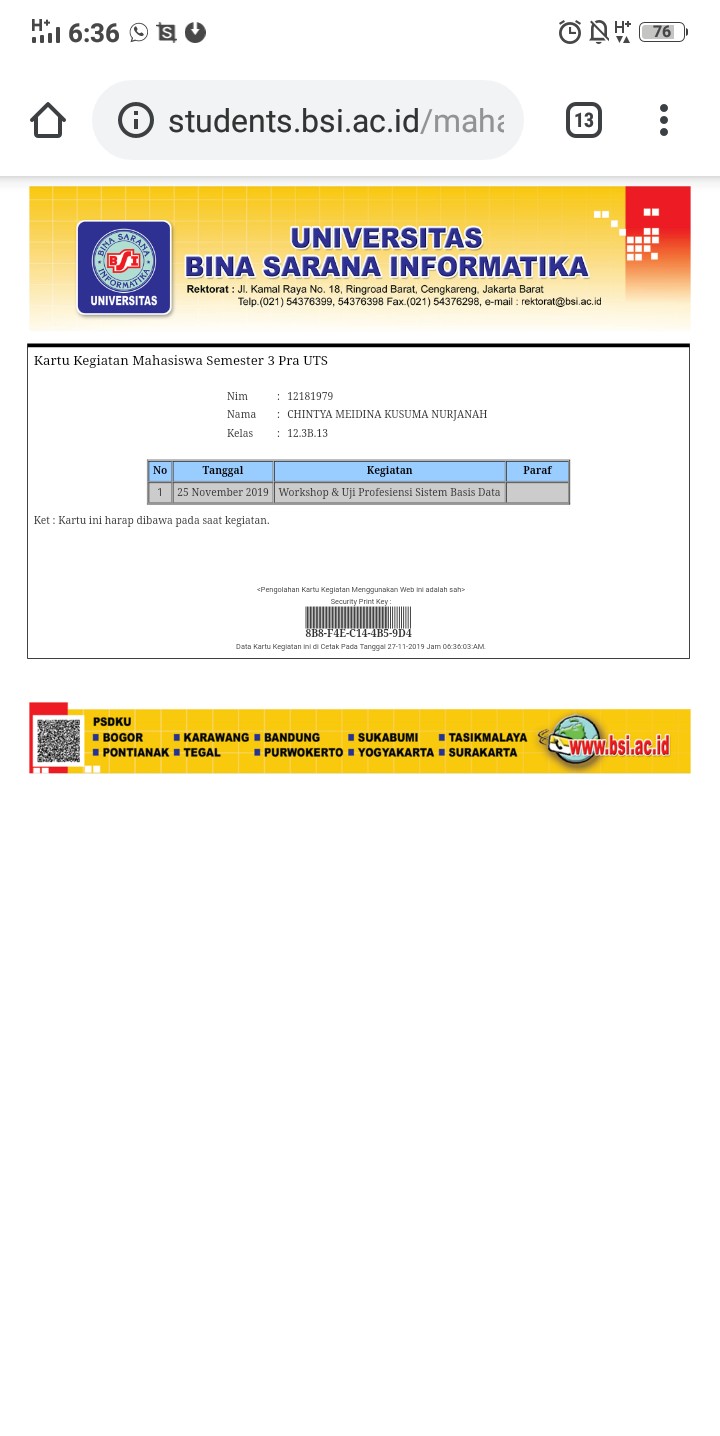 H+ 6:36 H+ 76
students.bsi.ac.id/maha
13
BINA SARANA INFORMATIKA
BSI
UNIVERSITAS
UNIVERSITAS
BINA SARANA INFORMATIKA
Rektorat : Jl. Kamal Raya No. 18, Ringroad Barat, Cengkareng, Jakarta Barat
Telp.(021) 54376399, 54376398 Fax.(021) 54376298, e-mail : rektorat@bsi.ac.id
Kartu Kegiatan Mahasiswa Semester 3 Pra UTS
Nim : 12181979
Nama : CHINTYA MEIDINA KUSUMA NURJANAH
Kelas : 12.3B.13
No Tanggal Kegiatan Paraf
1 25 November 2019 Workshop & Uji Profesiensi Sistem Basis Data
Ket : Kartu ini harap dibawa pada saat kegiatan.
<Pengolahan Kartu Kegiatan Menggunakan Web ini adalah sah>
Security Print Key :
8B8-F4E-C14-4B5-9D4
Data Kartu Kegiatan ini di Cetak Pada Tanggal 27-11-2019 Jam 06:36:03:AM.
PSDKU
BOGOR KARAWANG BANDUNG SUKABUMI TASIKMALAYA
PONTIANAK TEGAL PURWOKERTO YOGYAKARTA SURAKARTA
www.bsi.ac.id